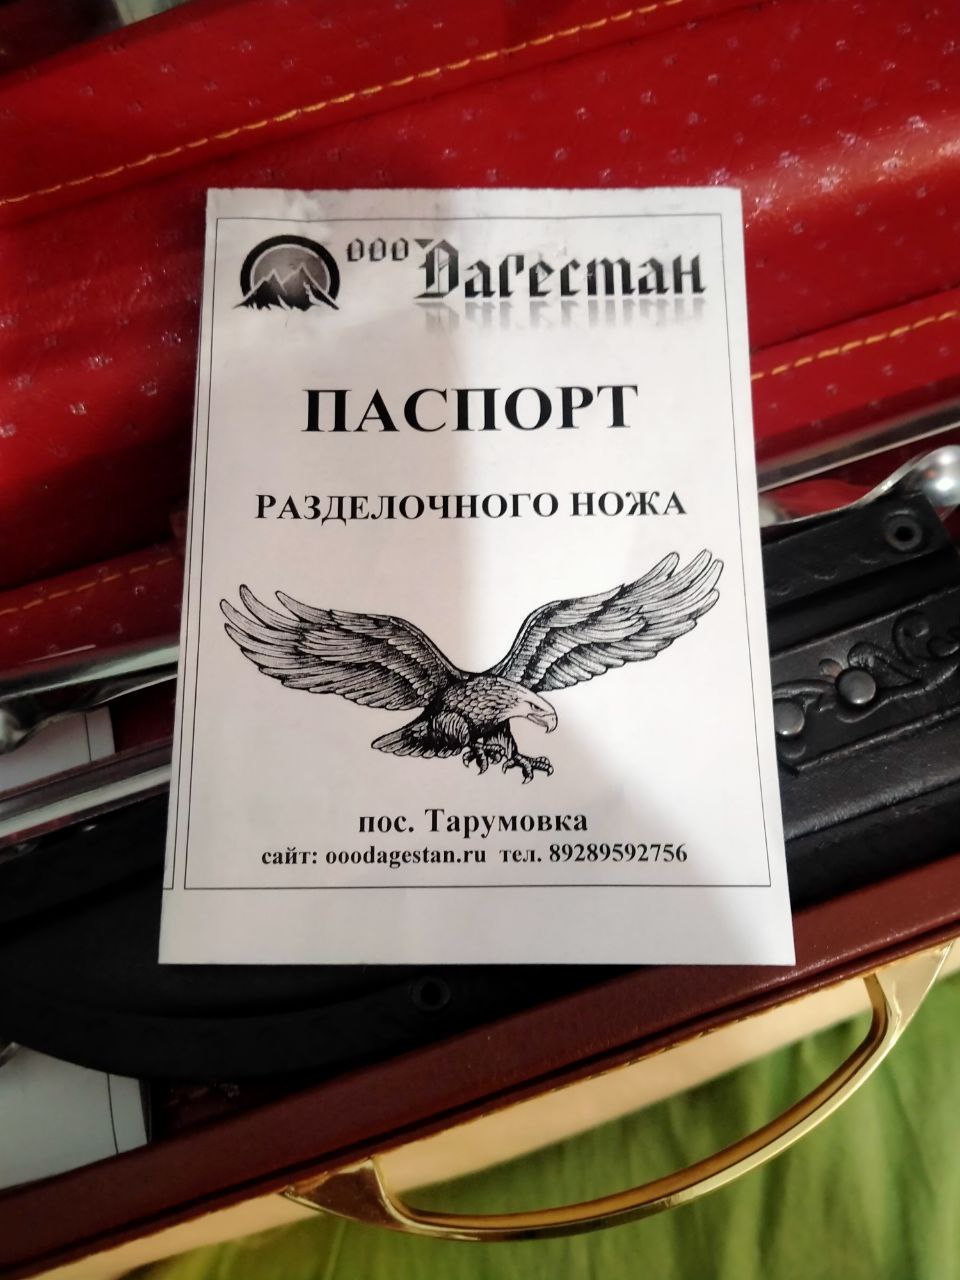 ООО Дагестан
ПАСПОРТ
РАЗДЕЛОЧНОГО НОЖА
пос. Тарумовка
сайт: ooodagestan.ru тел. 89289592756